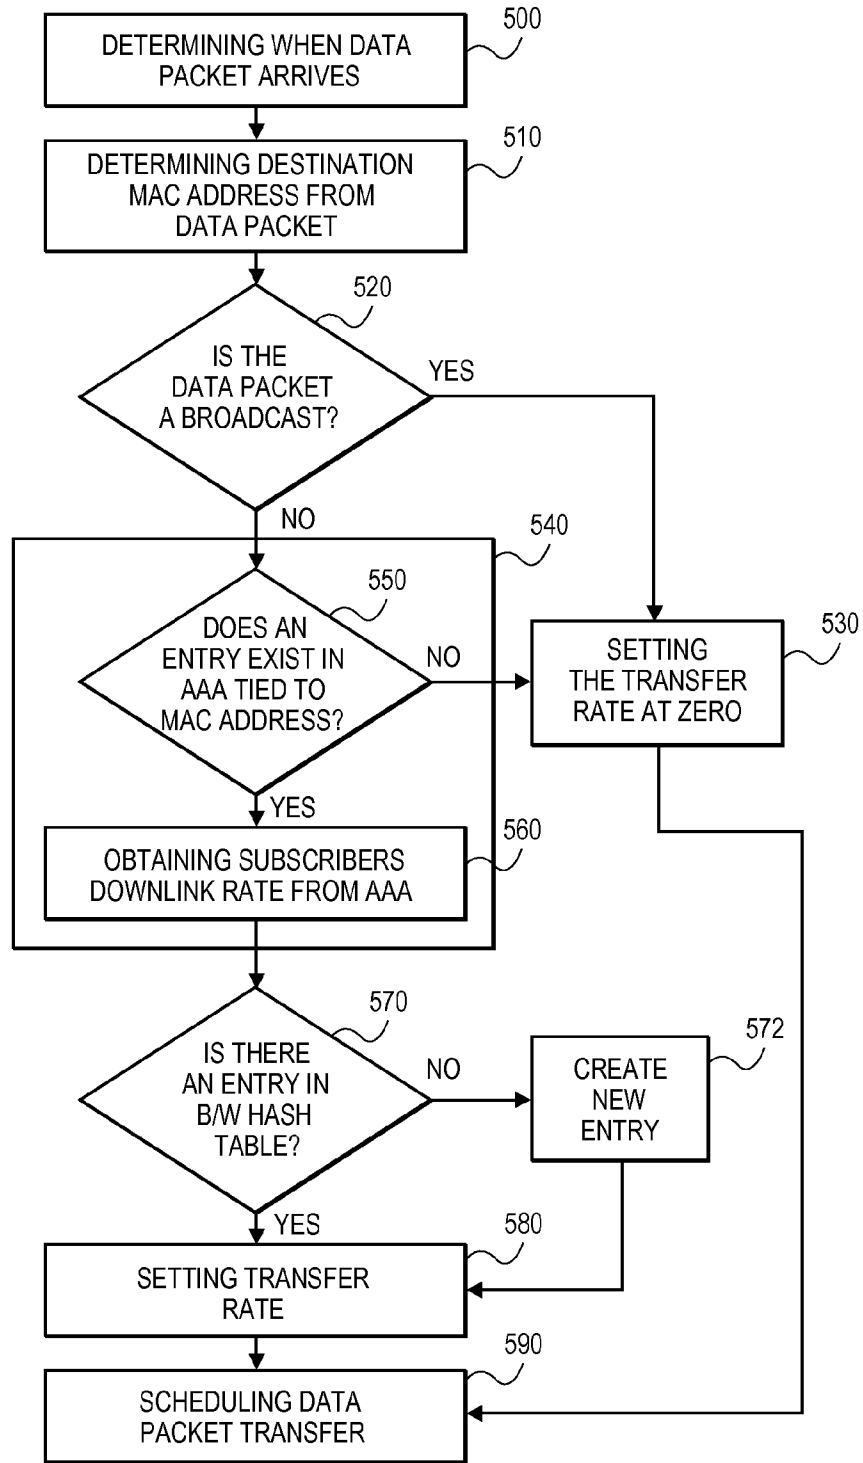 500
DETERMINING WHEN DATA
PACKET ARRIVES
510
DETERMINING DESTINATION
MAC ADDRESS FROM
DATA PACKET
520
IS THE
DATA PACKET
A BROADCAST?
YES
NO
540
550
DOES AN
ENTRY EXIST IN
AAA TIED TO
MAC ADDRESS?
NO
530
SETTING
THE TRANSFER
RATE AT ZERO
YES
560
OBTAINING SUBSCRIBERS
DOWNLINK RATE FROM AAA
570
IS THERE
AN ENTRY IN
B/W HASH
TABLE?
NO
572
CREATE
NEW
ENTRY
YES
580
SETTING TRANSFER
RATE
590
SCHEDULING DATA
PACKET TRANSFER